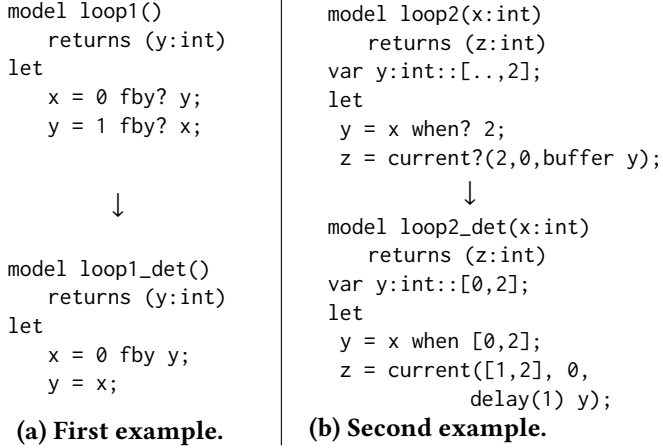 model loop1()
returns (y:int)
let
x = 0 fby? y;
y = 1 fby? x;
↓
model loop1_det()
returns (y:int)
let
x = 0 fby y;
y = x;
(a) First example.
model loop2(x:int)
returns (z:int)
var y:int::[..,2];
let
y = x when? 2;
z = current?(2,0,buffer y);
↓
model loop2_det(x:int)
returns (z:int)
var y:int::[0,2];
let
y = x when [0,2];
z = current([1,2], 0,
delay(1) y);
(b) Second example.